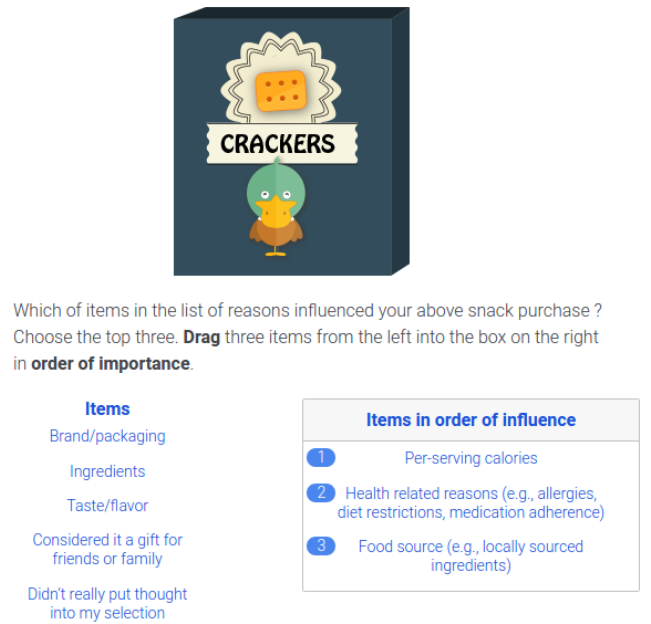 CRACKERS
Which of items in the list of reasons influenced your above snack purchase ?
Choose the top three. Drag three items from the left into the box on the right
in order of importance.
Items
Brand/packaging
Ingredients
Taste/flavor
Considered it a gift for
friends or family
Didn't really put thought
into my selection
Items in order of influence
1 Per-serving calories
2 Health related reasons (e.g., allergies,
diet restrictions, medication adherence)
3 Food source (e.g., locally sourced
ingredients)